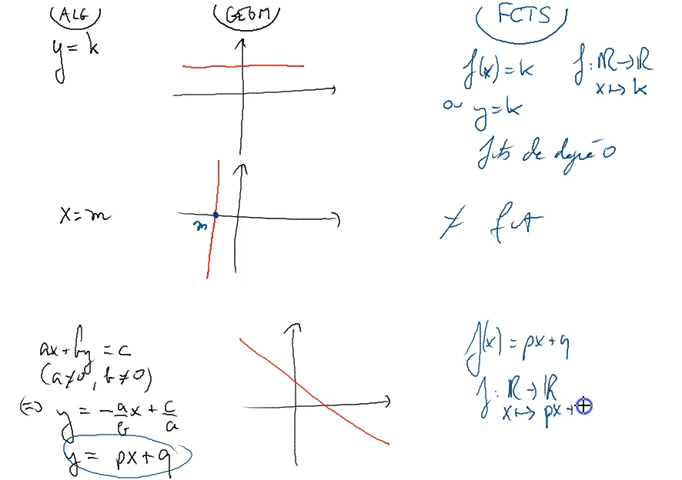 ALG GEOM FCTS
y = k
f(x) = k f: ℝ → ℝ
x ↦ k
ou y = k
fcts de degré 0
x = m
m
≠ fct
ax + by = c
(a ≠ 0, b ≠ 0)
(⇒) y = -a/b x + c/a
y = px + q
f(x) = px + q
f: ℝ → ℝ
x ↦ px +